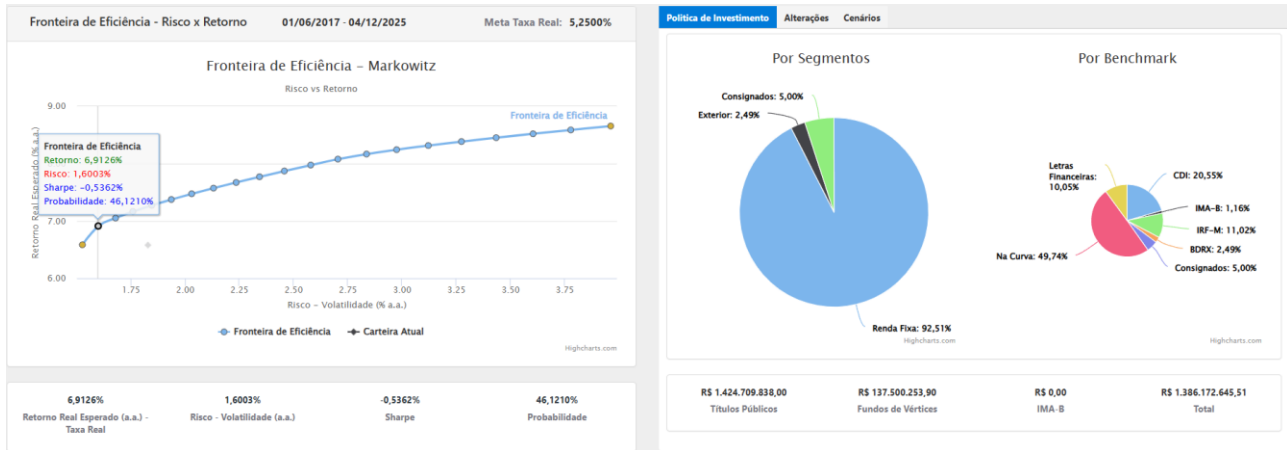 Fronteira de Eficiência - Risco x Retorno 01/06/2017 - 04/12/2025 Meta Taxa Real: 5,2500%
Fronteira de Eficiência – Markowitz
Risco vs Retorno
Retorno Real Esperado (% a.a.)
9.00
7.00
6.00
Fronteira de Eficiência
Fronteira de Eficiência
Retorno: 6,9126%
Risco: 1,6003%
Sharpe: -0,5362%
Probabilidade: 46,1210%
1.75 2.00 2.25 2.50 2.75 3.00 3.25 3.50 3.75
Risco – Volatilidade (% a.a.)
Fronteira de Eficiência Carteira Atual
Highcharts.com
6,9126% 1,6003% -0,5362% 46,1210%
Retorno Real Esperado (a.a.) - Risco - Volatilidade (a.a.) Sharpe Probabilidade
Taxa Real
Política de Investimento Alterações Cenários
Por Segmentos
Consignados: 5,00%
Exterior: 2,49%
Renda Fixa: 92,51%
Highcharts.com
Por Benchmark
Letras
Financeiras:
10,05%
CDI: 20,55%
IMA-B: 1,16%
IRF-M: 11,02%
BDRX: 2,49%
Consignados: 5,00%
Na Curva: 49,74%
Highcharts.com
R$ 1.424.709.838,00 R$ 137.500.253,90 R$ 0,00 R$ 1.386.172.645,51
Títulos Públicos Fundos de Vértices IMA-B Total